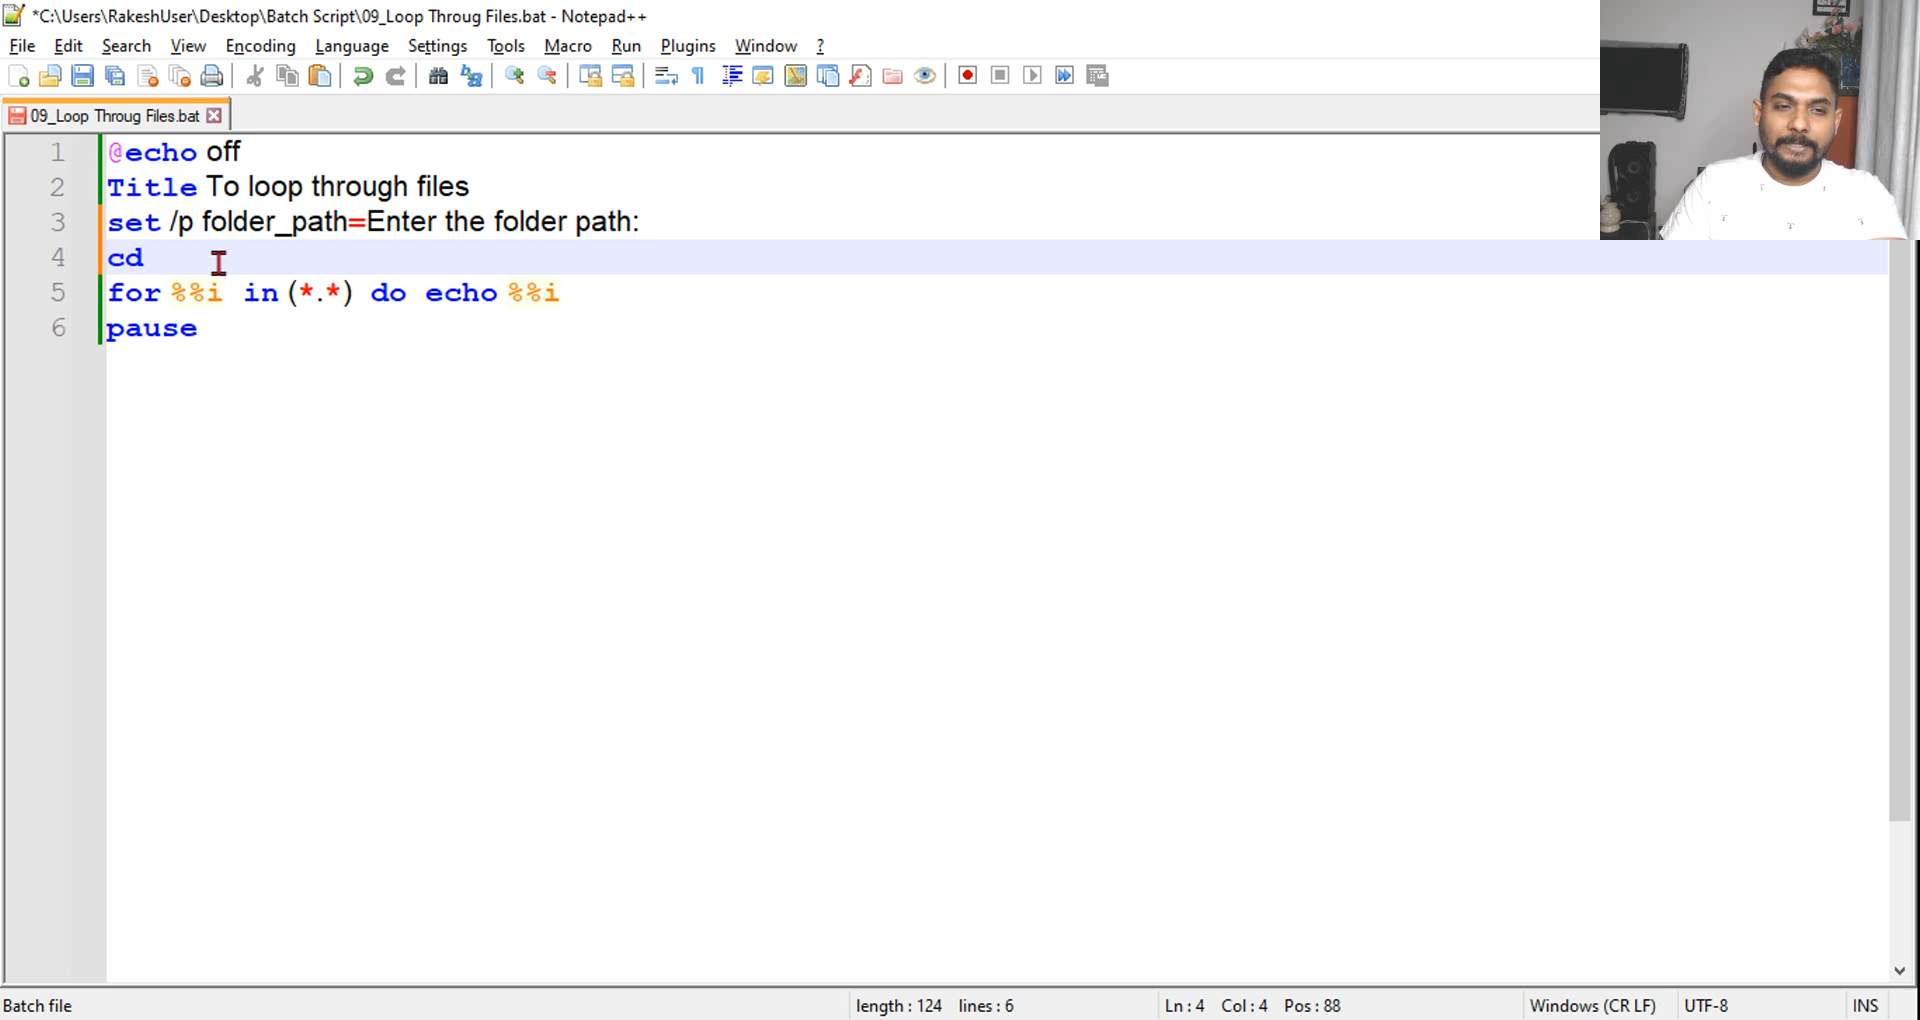 *C:\Users\RakeshUser\Desktop\Batch Script\09_Loop Throug Files.bat - Notepad++
File Edit Search View Encoding Language Settings Tools Macro Run Plugins Window ?
09_Loop Throug Files.bat
1 @echo off
2 Title To loop through files
3 set /p folder_path=Enter the folder path:
4 cd
5 for %%i in (*.*) do echo %%i
6 pause
Batch file length : 124 lines : 6 Ln : 4 Col : 4 Pos : 88 Windows (CR LF) UTF-8 INS